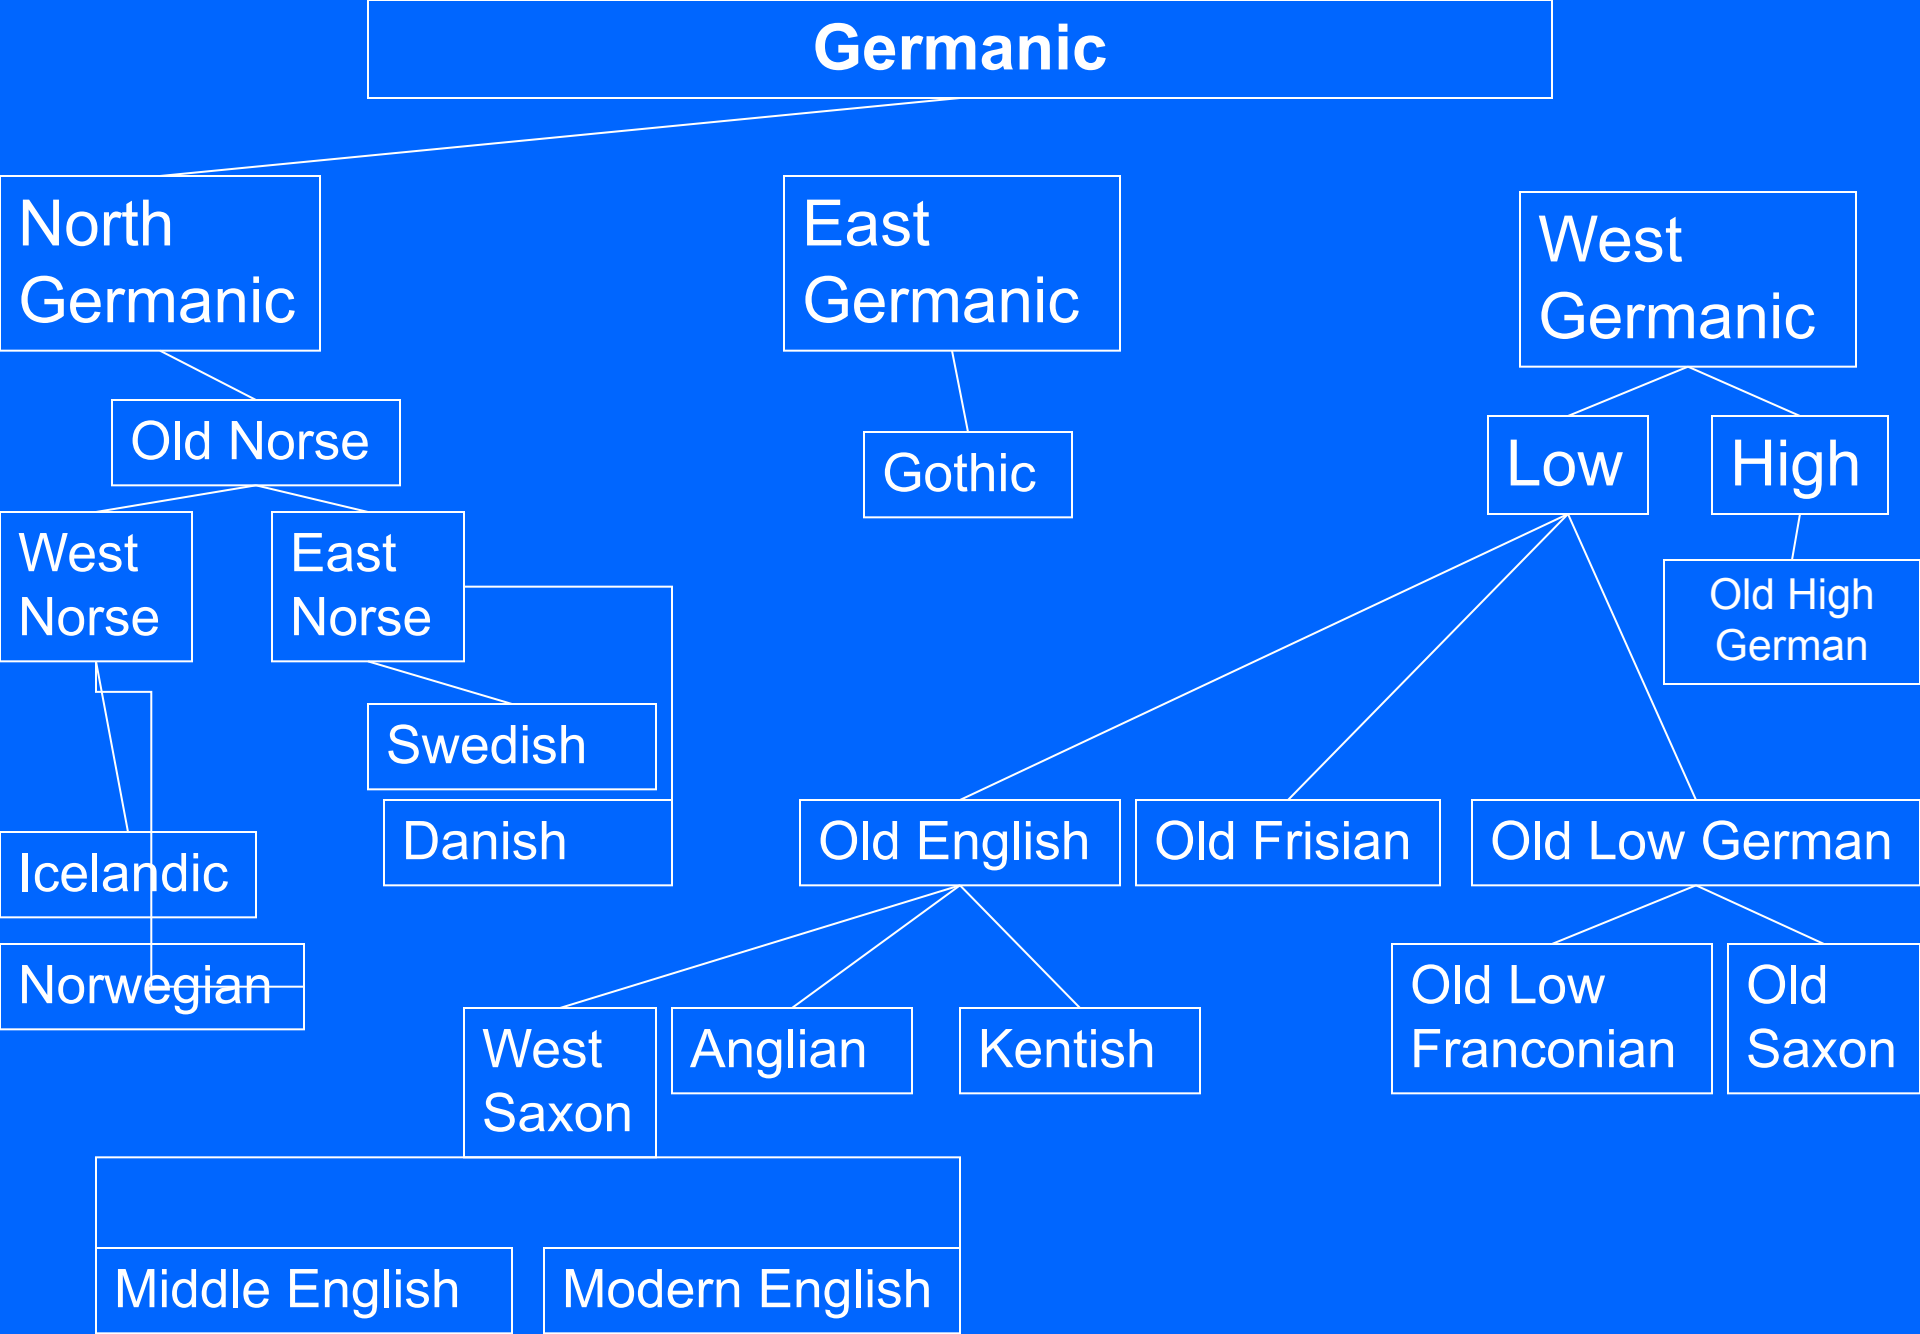 Germanic
North
Germanic
East
Germanic
West
Germanic
Old Norse
Gothic
Low
High
West
Norse
East
Norse
Old High
German
Swedish
Danish
Icelandic
Norwegian
Old English
Old Frisian
Old Low German
West
Saxon
Anglian
Kentish
Old Low
Franconian
Old
Saxon
Middle English
Modern English